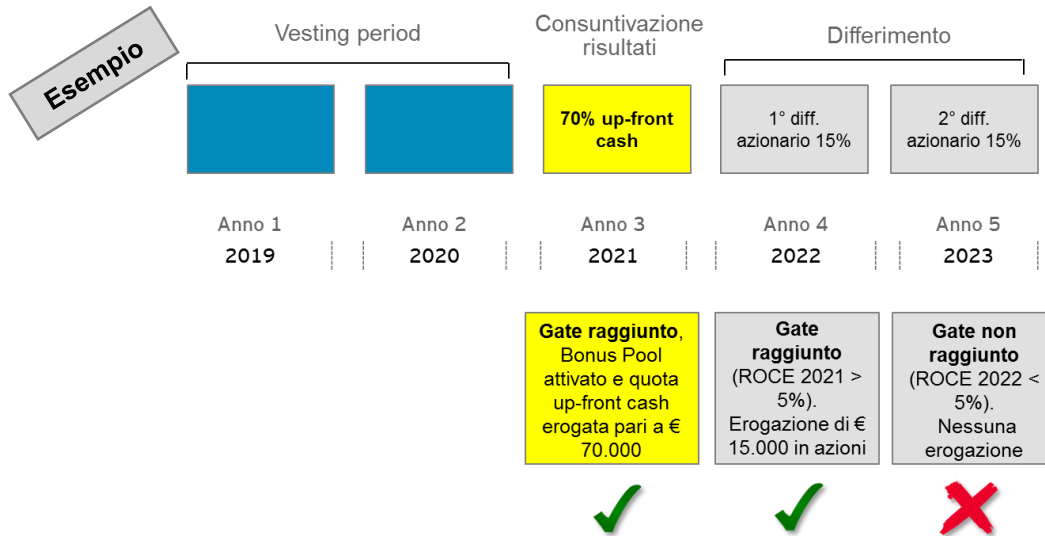 Esempio
Vesting period
Consuntivazione
risultati
Differimento
70% up-front
cash
1° diff.
azionario 15%
2° diff.
azionario 15%
Anno 1
Anno 2
Anno 3
Anno 4
Anno 5
2019
2020
2021
2022
2023
Gate raggiunto,
Bonus Pool
attivato e quota
up-front cash
erogata pari a €
70.000
Gate
raggiunto
(ROCE 2021 >
5%).
Erogazione di €
15.000 in azioni
Gate non
raggiunto
(ROCE 2022 <
5%).
Nessuna
erogazione